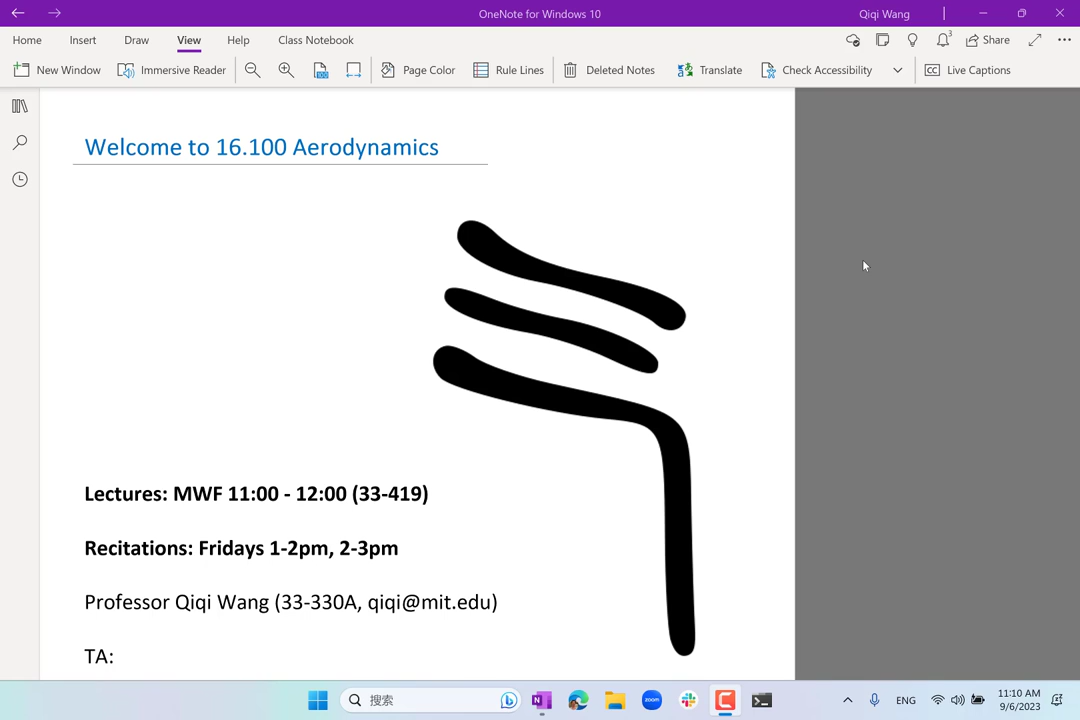 OneNote for Windows 10
Qiqi Wang
Home Insert Draw View Help Class Notebook
3 Share
New Window Immersive Reader Page Color Rule Lines Deleted Notes Translate Check Accessibility CC Live Captions
Welcome to 16.100 Aerodynamics
Lectures: MWF 11:00 - 12:00 (33-419)
Recitations: Fridays 1-2pm, 2-3pm
Professor Qiqi Wang (33-330A, qiqi@mit.edu)
TA:
搜索 N zoom ENG 11:10 AM
9/6/2023